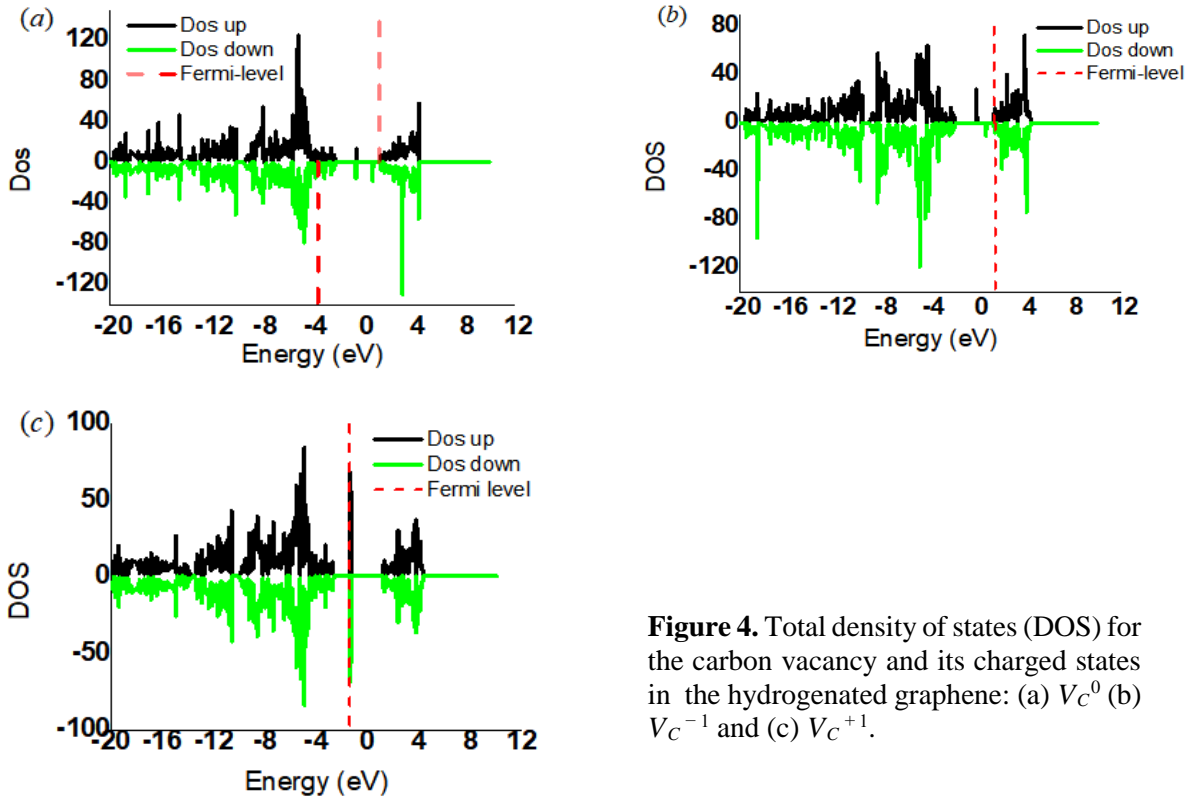 (a)
120
80
40
0
-40
-80
-120
Dos
Dos up
Dos down
Fermi-level
-20 -16 -12 -8 -4 0 4 8 12
Energy (eV)
(b)
80
40
0
-40
-80
-120
DOS
Dos up
Dos down
Fermi-level
-20 -16 -12 -8 -4 0 4 8 12
Energy (eV)
(c)
100
50
0
-50
-100
DOS
Dos up
Dos down
Fermi level
-20 -16 -12 -8 -4 0 4 8 12
Energy (eV)
Figure 4. Total density of states (DOS) for
the carbon vacancy and its charged states
in the hydrogenated graphene: (a) V_C^0 (b)
V_C^−1 and (c) V_C^+1.